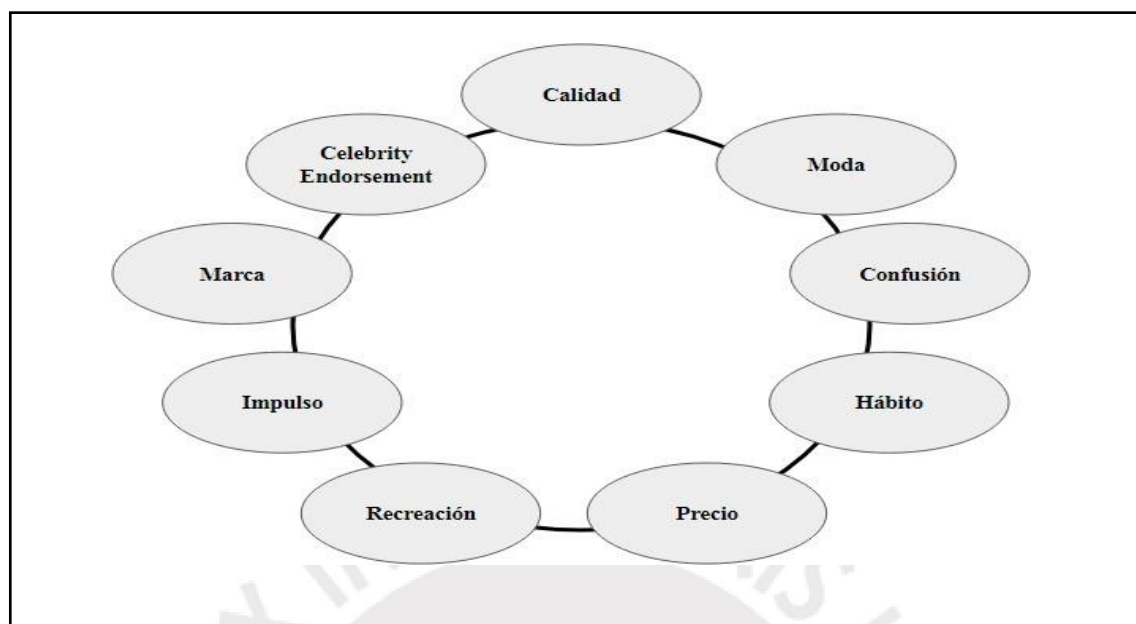 Calidad
Celebrity
Endorsement
Moda
Marca
Confusión
Impulso
Hábito
Recreación
Precio